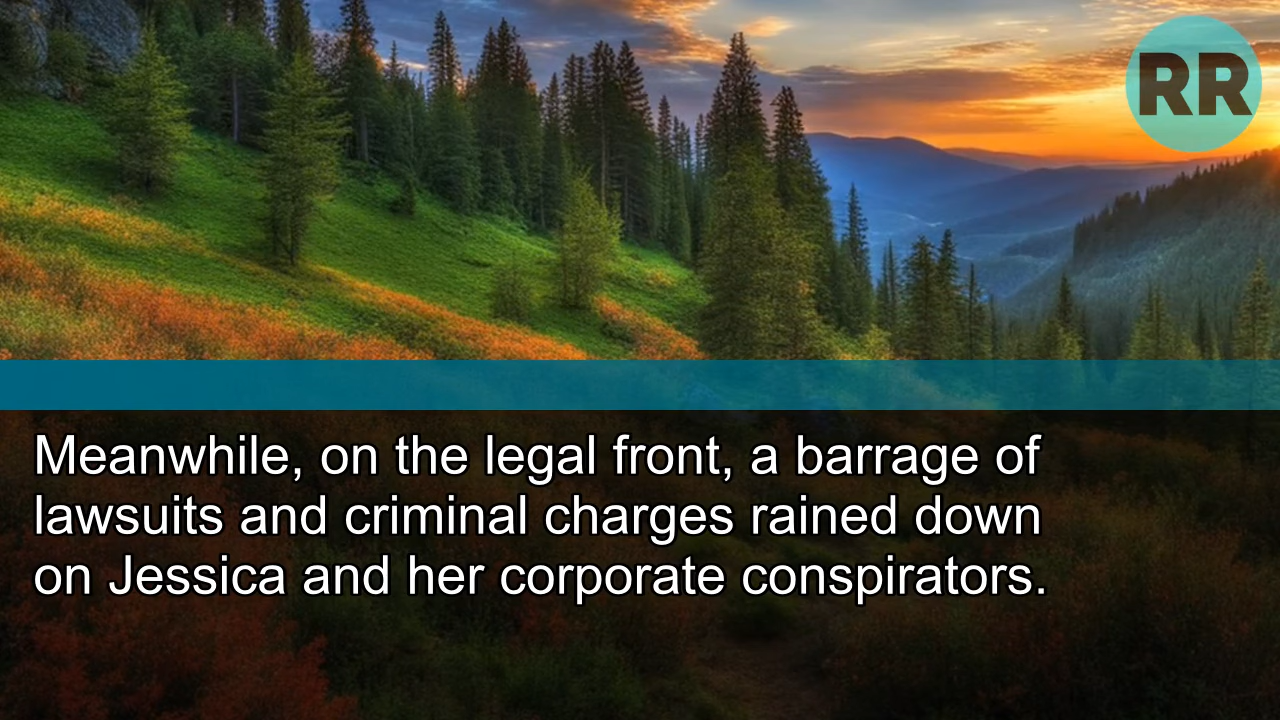 RR
Meanwhile, on the legal front, a barrage of
lawsuits and criminal charges rained down
on Jessica and her corporate conspirators.